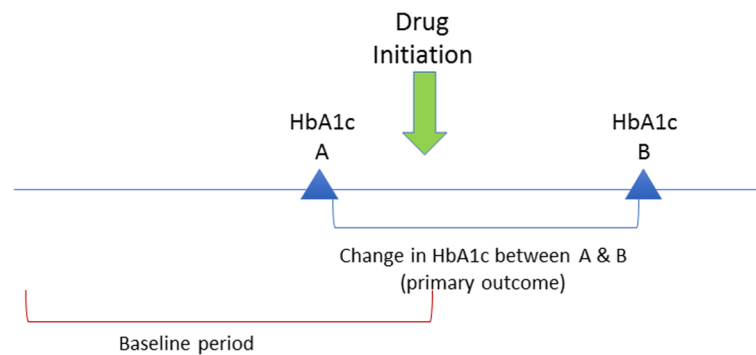 Drug
Initiation
HbA1c
A
HbA1c
B
Change in HbA1c between A & B
(primary outcome)
Baseline period